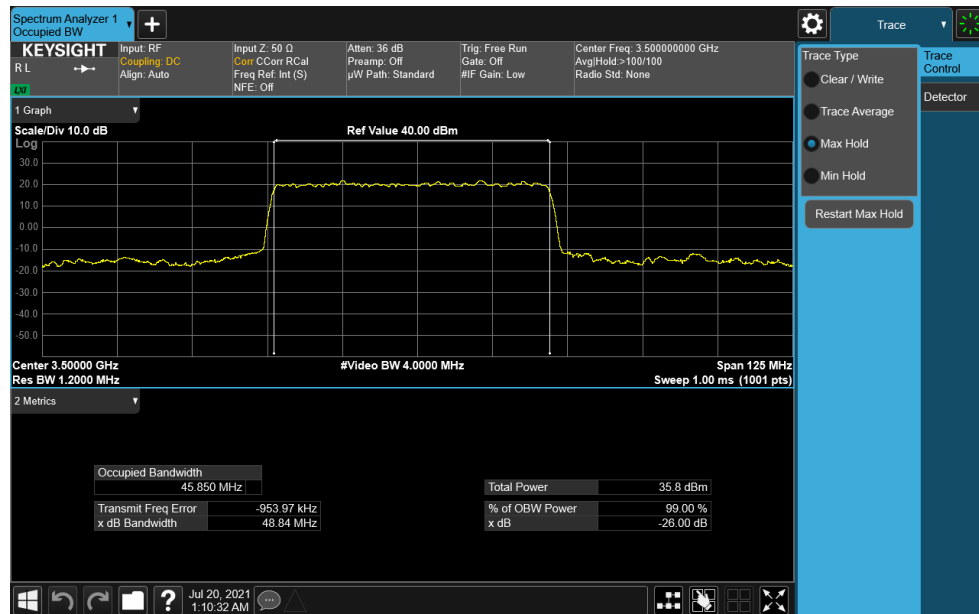 Spectrum Analyzer 1
Occupied BW
+
Trace
KEYSIGHT
R L
LXI
Input: RF
Coupling: DC
Align: Auto
Input Z: 50 Ω
Corr CCorr RCal
Freq Ref: Int (S)
NFE: Off
Atten: 36 dB
Preamp: Off
µW Path: Standard
Trig: Free Run
Gate: Off
#IF Gain: Low
Center Freq: 3.500000000 GHz
Avg|Hold:>100/100
Radio Std: None
Trace Type
Clear / Write
Trace Average
Max Hold
Min Hold
Restart Max Hold
Trace
Control
Detector
1 Graph
Scale/Div 10.0 dB
Ref Value 40.00 dBm
Log
30.0
20.0
10.0
0.00
-10.0
-20.0
-30.0
-40.0
-50.0
Center 3.50000 GHz
#Video BW 4.0000 MHz
Span 125 MHz
Res BW 1.2000 MHz
Sweep 1.00 ms (1001 pts)
2 Metrics
Occupied Bandwidth
45.850 MHz
Total Power 35.8 dBm
Transmit Freq Error -953.97 kHz
% of OBW Power 99.00 %
x dB Bandwidth 48.84 MHz
x dB -26.00 dB
?
Jul 20, 2021
1:10:32 AM